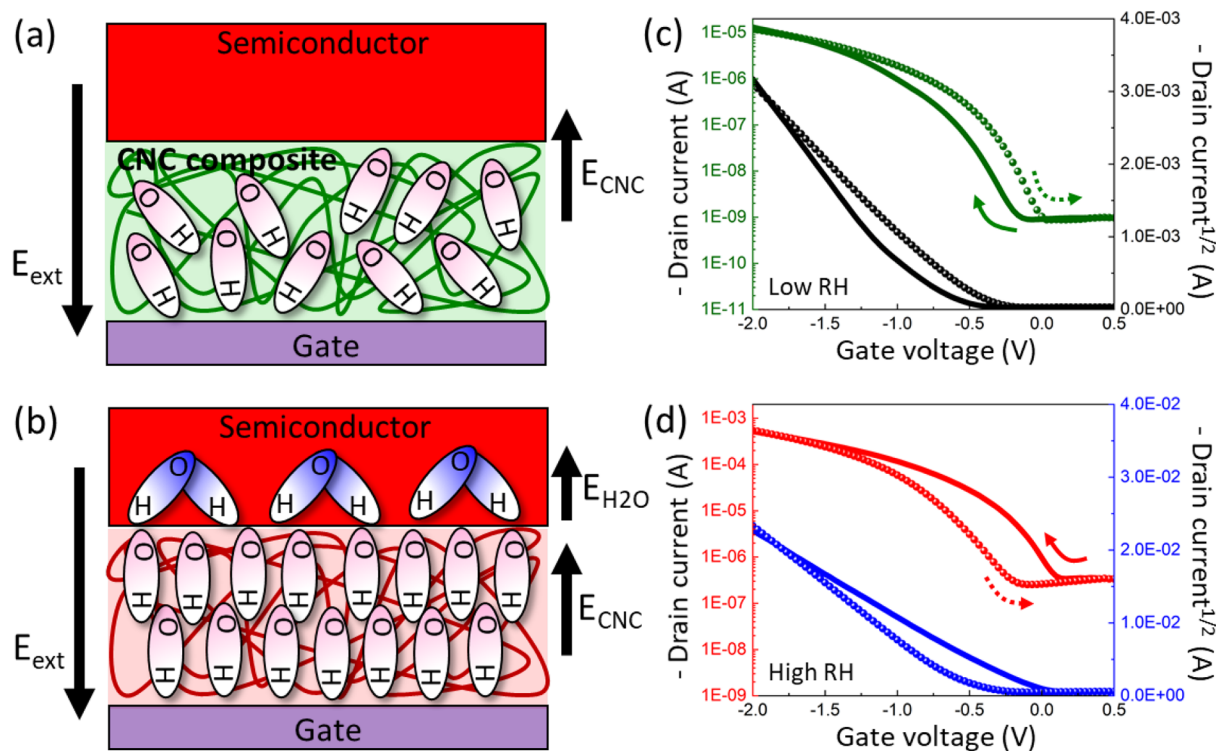 (a)
Semiconductor
CNC composite
O H O H O H O H O H
O H O H O H O H O H O H
E_ext
E_CNC
Gate
(b)
Semiconductor
O H H O H H O H H
E_H2O
O H O H O H O H O H O H O H O H
O H O H O H O H O H O H O H
E_ext
E_CNC
Gate
(c)
- Drain current (A)
1E-05
1E-06
1E-07
1E-08
1E-09
1E-10
1E-11
4.0E-03
3.0E-03
2.0E-03
1.0E-03
0.0E+00
- Drain current^1/2 (A)
Low RH
-2.0 -1.5 -1.0 -0.5 0.0 0.5
Gate voltage (V)
(d)
- Drain current (A)
1E-03
1E-04
1E-05
1E-06
1E-07
1E-08
1E-09
4.0E-02
3.0E-02
2.0E-02
1.0E-02
0.0E+00
- Drain current^1/2 (A)
High RH
-2.0 -1.5 -1.0 -0.5 0.0 0.5
Gate voltage (V)